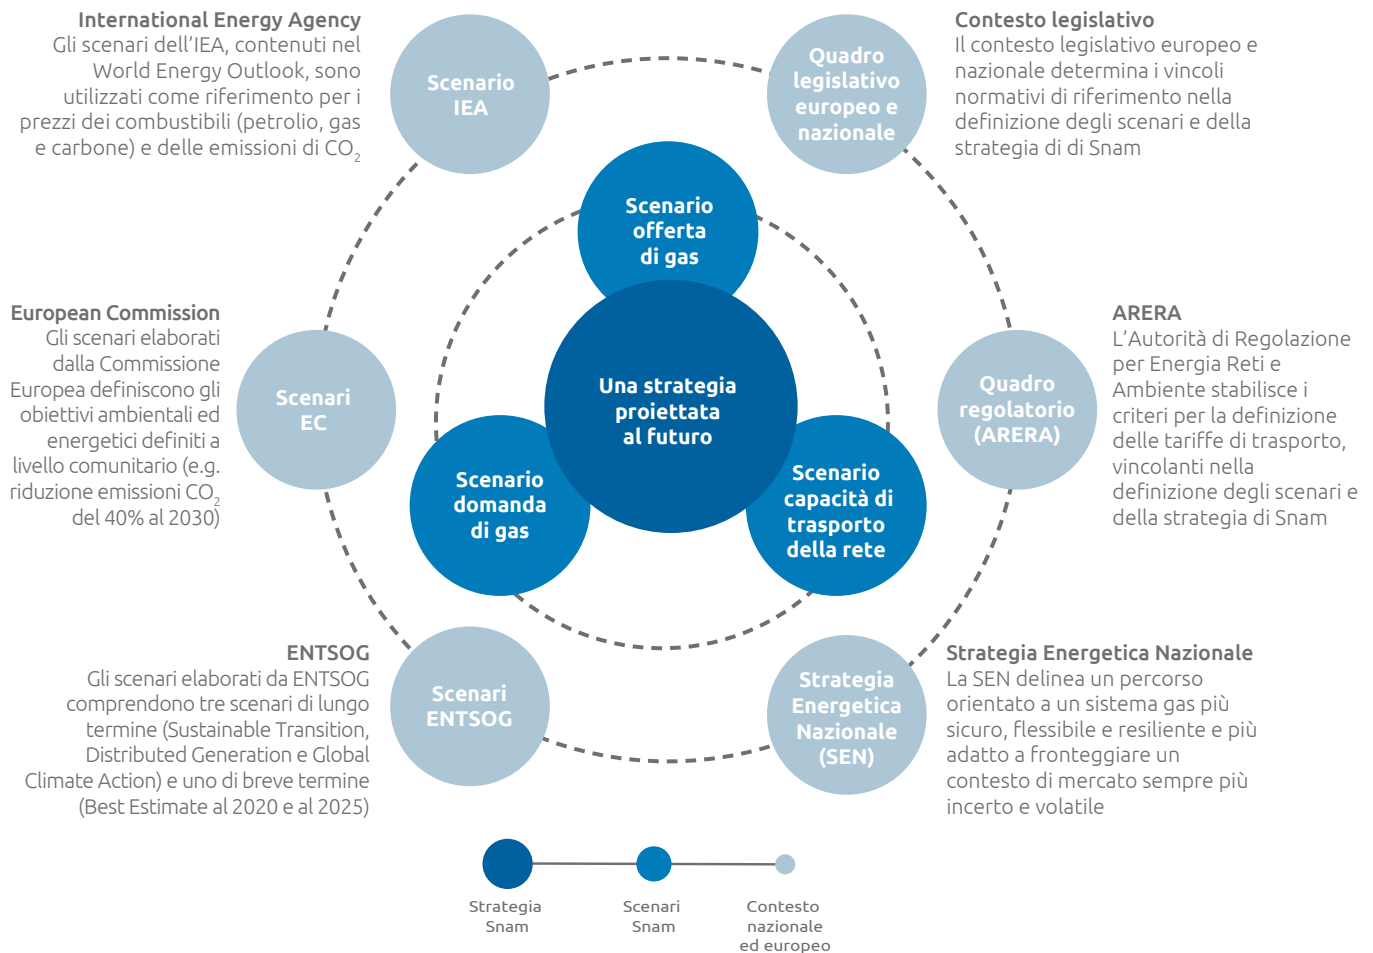 International Energy Agency
Gli scenari dell’IEA, contenuti nel
World Energy Outlook, sono
utilizzati come riferimento per i
prezzi dei combustibili (petrolio, gas
e carbone) e delle emissioni di CO₂
Scenario
IEA
Quadro
legislativo
europeo e
nazionale
Contesto legislativo
Il contesto legislativo europeo e
nazionale determina i vincoli
normativi di riferimento nella
definizione degli scenari e della
strategia di di Snam
Scenario
offerta
di gas
European Commission
Gli scenari elaborati
dalla Commissione
Europea definiscono gli
obiettivi ambientali ed
energetici definiti a
livello comunitario (e.g.
riduzione emissioni CO₂
del 40% al 2030)
Scenari
EC
Una strategia
proiettata
al futuro
Quadro
regolatorio
(ARERA)
ARERA
L’Autorità di Regolazione
per Energia Reti e
Ambiente stabilisce i
criteri per la definizione
delle tariffe di trasporto,
vincolanti nella
definizione degli scenari e
della strategia di Snam
Scenario
domanda
di gas
Scenario
capacità di
trasporto
della rete
ENTSOG
Gli scenari elaborati da ENTSOG
comprendono tre scenari di lungo
termine (Sustainable Transition,
Distributed Generation e Global
Climate Action) e uno di breve termine
(Best Estimate al 2020 e al 2025)
Scenari
ENTSOG
Strategia
Energetica
Nazionale
(SEN)
Strategia Energetica Nazionale
La SEN delinea un percorso
orientato a un sistema gas più
sicuro, flessibile e resiliente e più
adatto a fronteggiare un
contesto di mercato sempre più
incerto e volatile
Strategia
Snam
Scenari
Snam
Contesto
nazionale
ed europeo